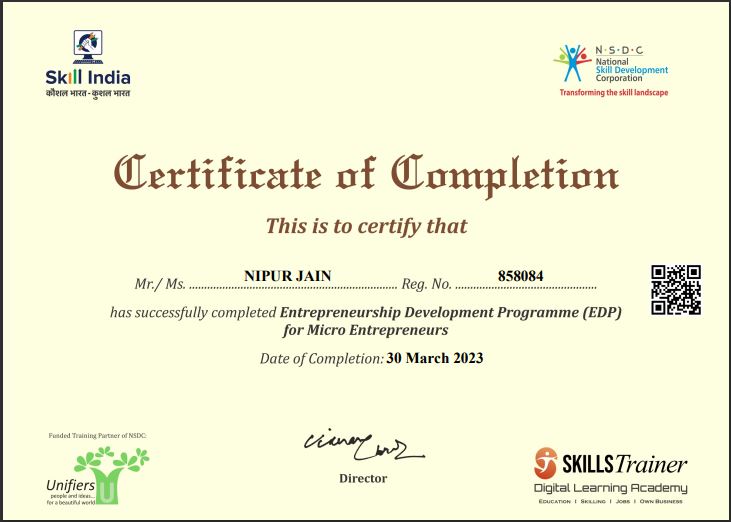 Skill India
कौशल भारत - कुशल भारत
N·S·D·C
National
Skill Development
Corporation
Transforming the skill landscape
Certificate of Completion
This is to certify that
Mr./ Ms. NIPUR JAIN Reg. No. 858084
has successfully completed Entrepreneurship Development Programme (EDP)
for Micro Entrepreneurs
Date of Completion: 30 March 2023
Funded Training Partner of NSDC:
Unifiers
people and ideas...
for a beautiful world
Director
SKILLS Trainer
Digital Learning Academy
EDUCATION I SKILLING I JOBS I OWN BUSINESS